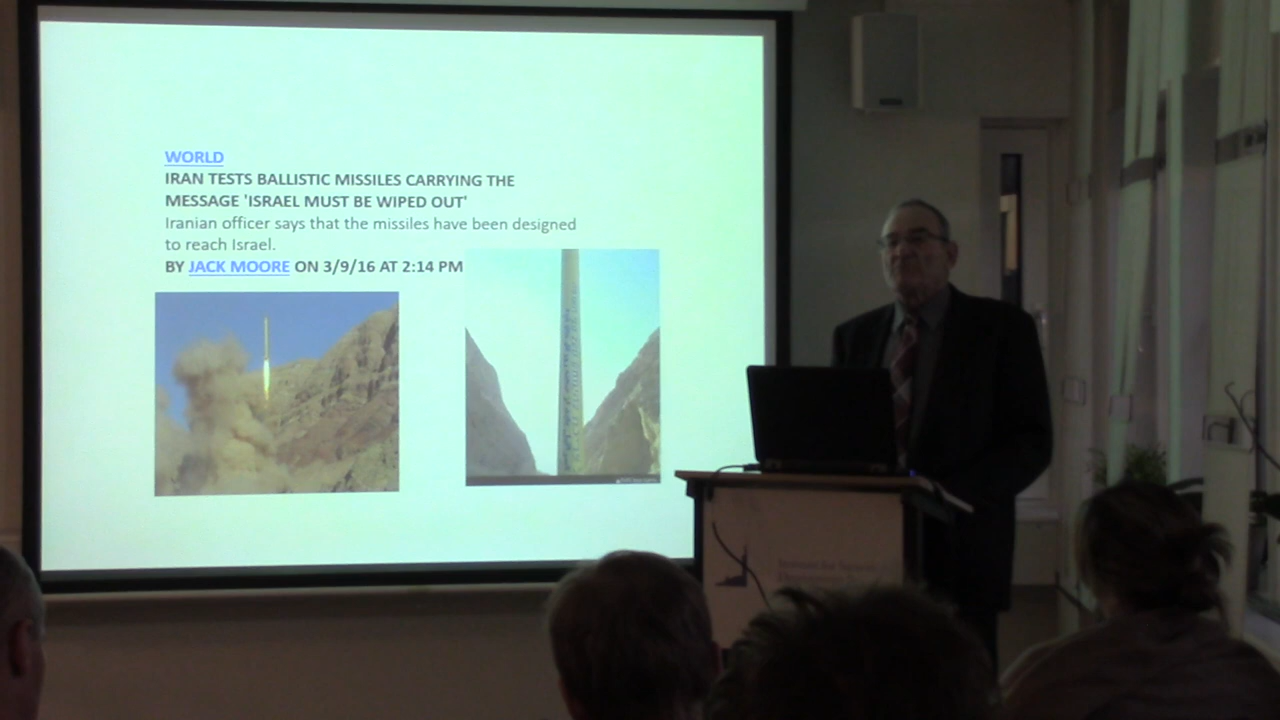 WORLD
IRAN TESTS BALLISTIC MISSILES CARRYING THE
MESSAGE 'ISRAEL MUST BE WIPED OUT'
Iranian officer says that the missiles have been designed
to reach Israel.
BY JACK MOORE ON 3/9/16 AT 2:14 PM